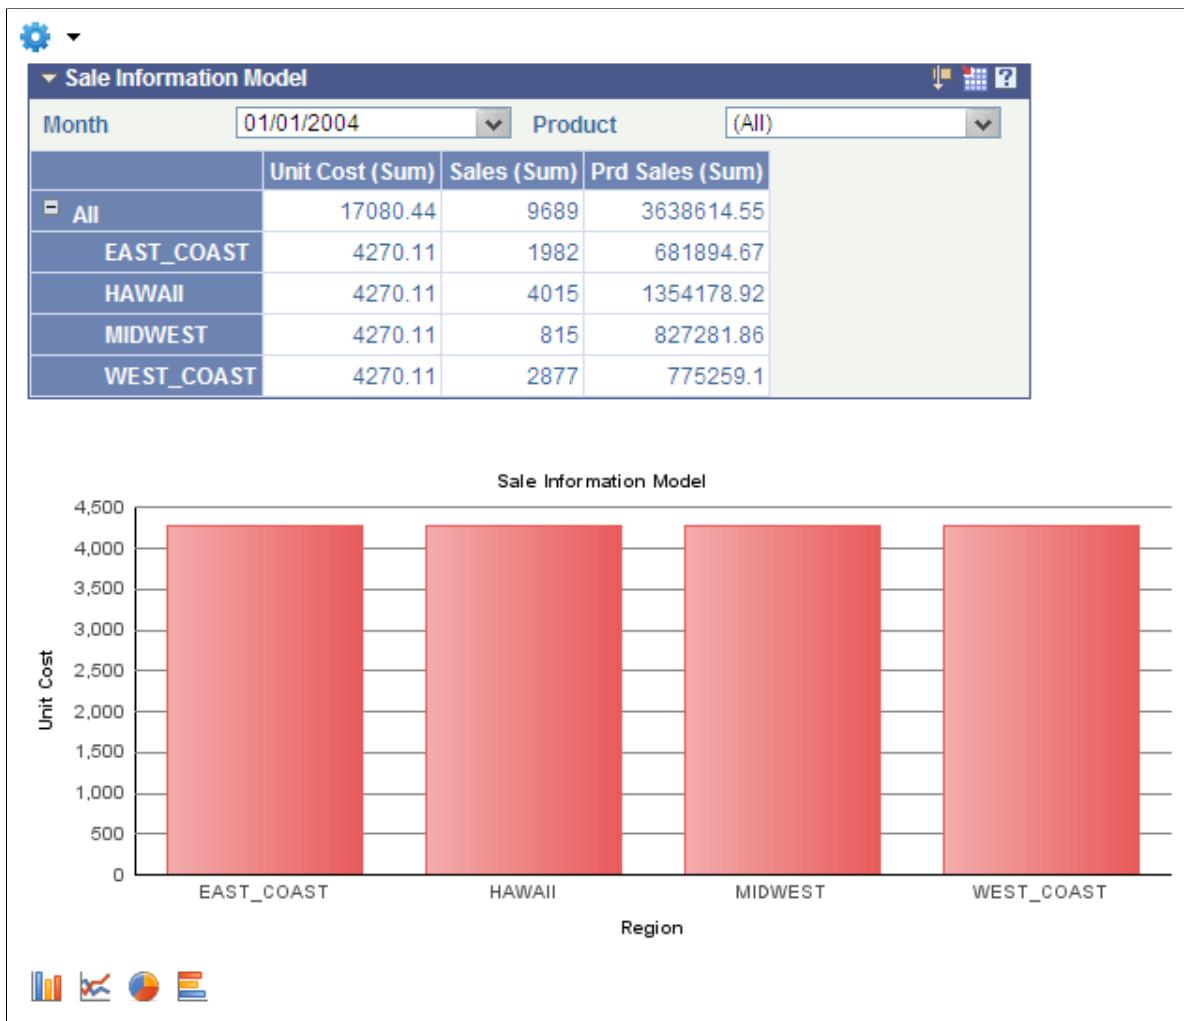 Sale Information Model
?
Month 01/01/2004 Product (All)
Unit Cost (Sum) Sales (Sum) Prd Sales (Sum)
All 17080.44 9689 3638614.55
EAST_COAST 4270.11 1982 681894.67
HAWAII 4270.11 4015 1354178.92
MIDWEST 4270.11 815 827281.86
WEST_COAST 4270.11 2877 775259.1
Sale Information Model
4,500
4,000
3,500
3,000
2,500
2,000
1,500
1,000
500
0
Unit Cost
EAST_COAST HAWAII MIDWEST WEST_COAST
Region